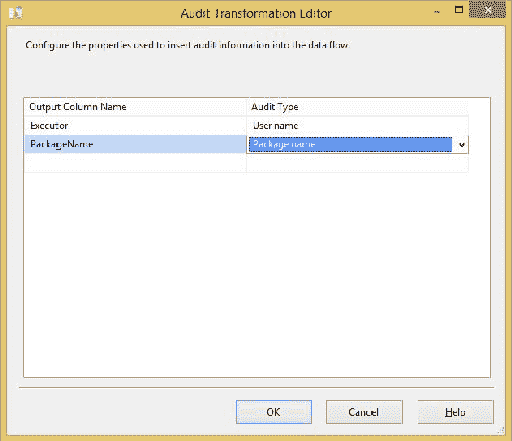 Audit Transformation Editor
Configure the properties used to insert audit information into the data flow.
Output Column Name Audit Type
Executor User name
PackageName Package name
OK Cancel Help